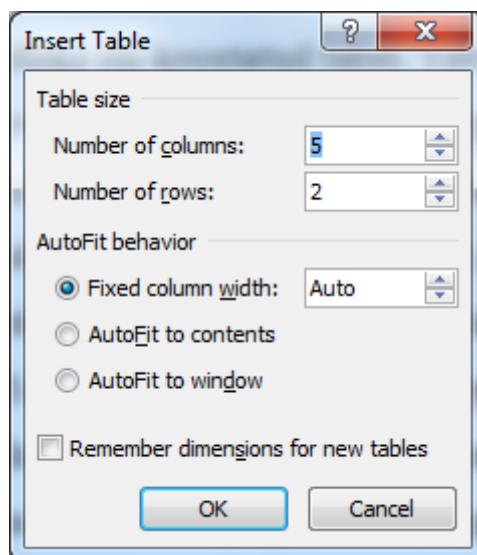 Insert Table
?
X
Table size
Number of columns: 5
Number of rows: 2
AutoFit behavior
Fixed column width: Auto
AutoFit to contents
AutoFit to window
Remember dimensions for new tables
OK Cancel